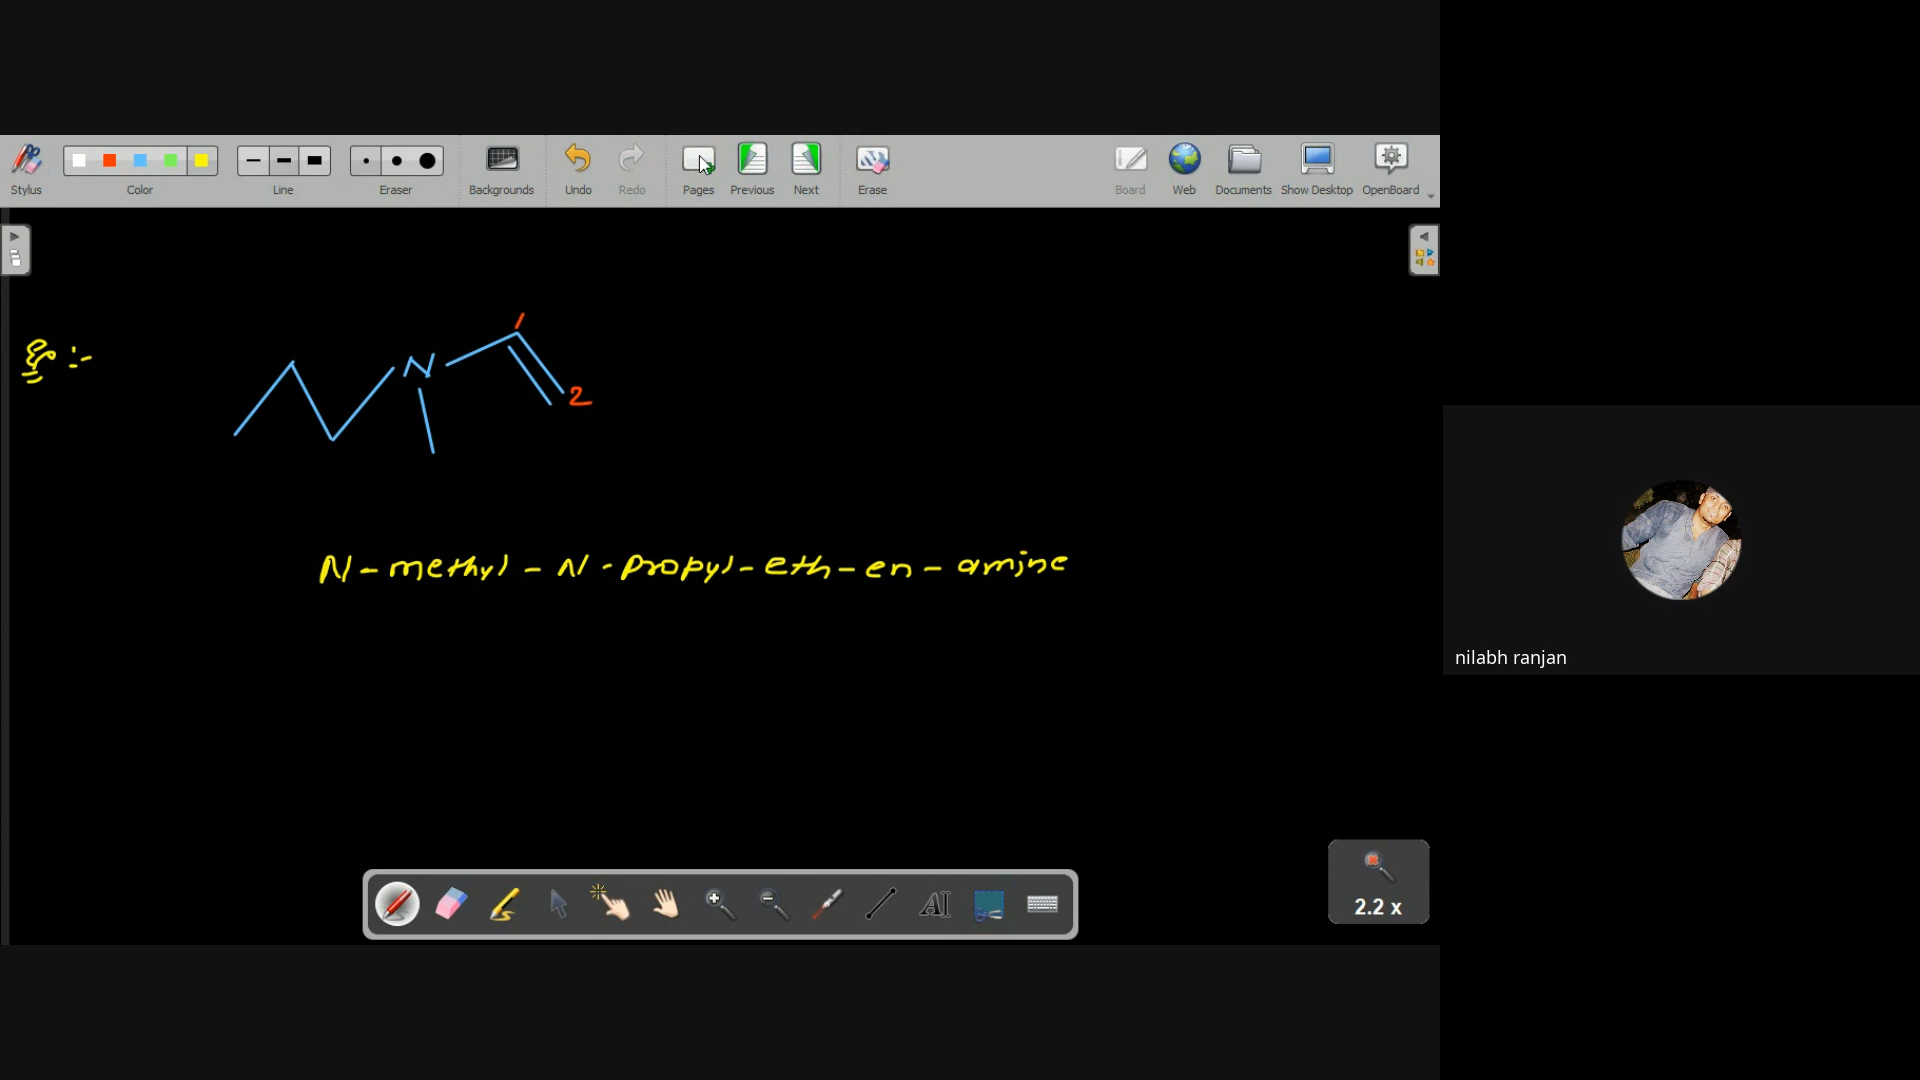 Stylus Color Line Eraser Backgrounds Undo Redo Pages Previous Next Erase Board Web Documents Show Desktop OpenBoard
:-
N
1
2
N-methyl-N-propyl-eth-en-amine
nilabh ranjan
AI
2.2 x